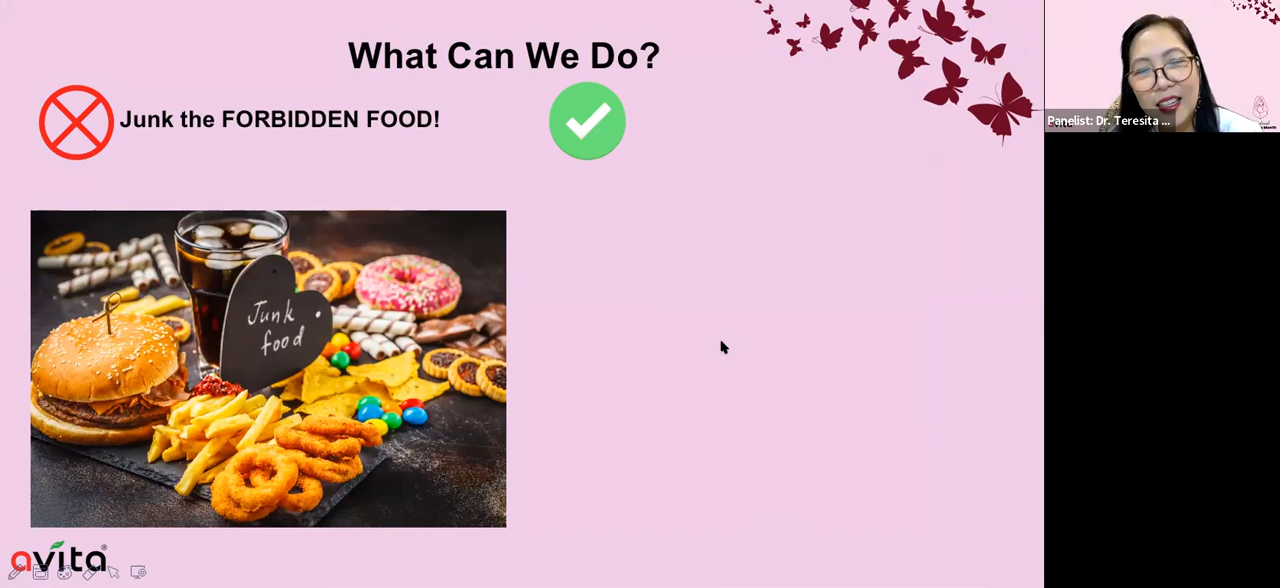 What Can We Do?
Junk the FORBIDDEN FOOD!
Panelist: Dr. Teresita ...
Junk
food
avita®